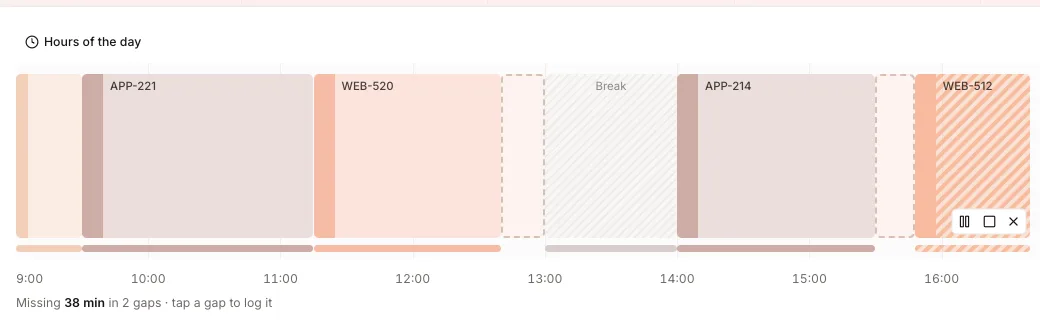 Hours of the day
APP-221
WEB-520
Break
APP-214
WEB-512
9:00 10:00 11:00 12:00 13:00 14:00 15:00 16:00
Missing 38 min in 2 gaps · tap a gap to log it